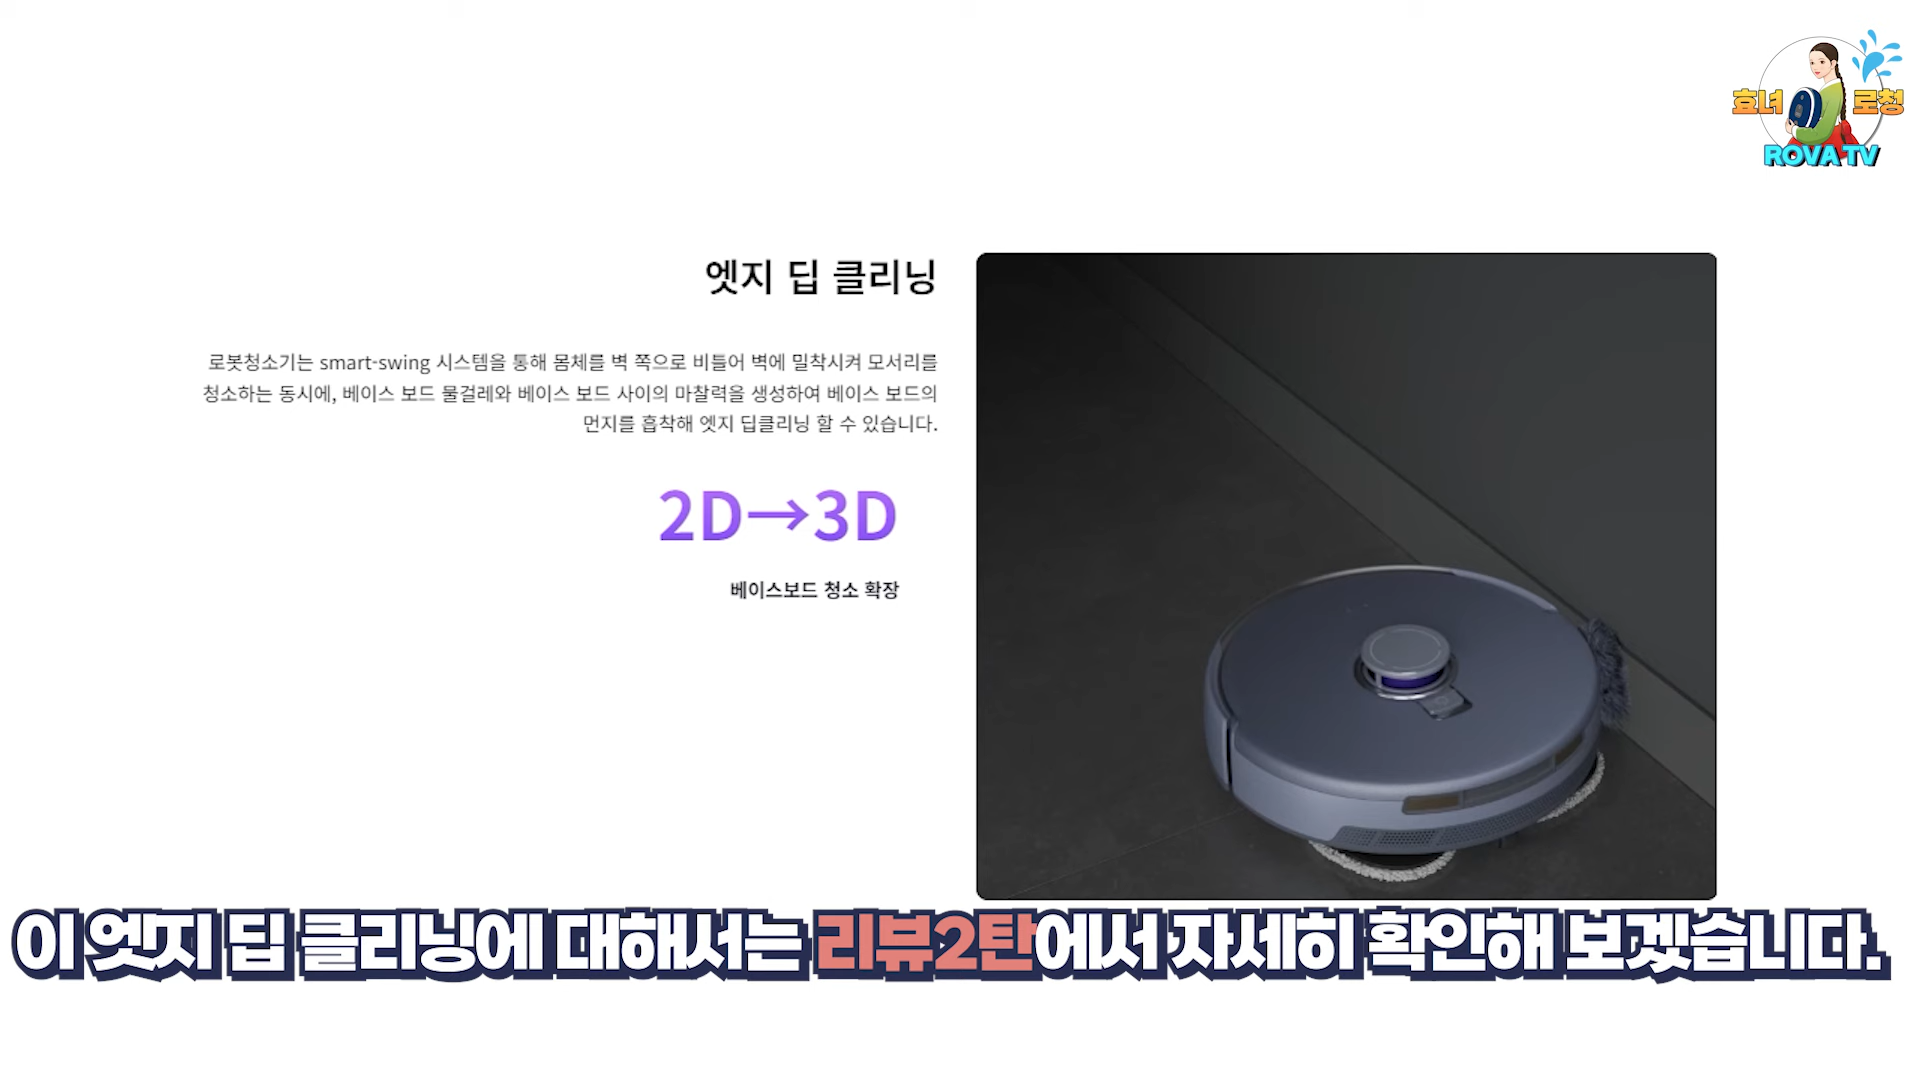 효녀 로청
ROVA TV
엣지 딥 클리닝
로봇청소기는 smart-swing 시스템을 통해 몸체를 벽 쪽으로 비틀어 벽에 밀착시켜 모서리를
청소하는 동시에, 베이스 보드 물걸레와 베이스 보드 사이의 마찰력을 생성하여 베이스 보드의
먼지를 흡착해 엣지 딥클리닝 할 수 있습니다.
2D→3D
베이스보드 청소 확장
이 엣지 딥 클리닝에 대해서는 리뷰2탄에서 자세히 확인해 보겠습니다.